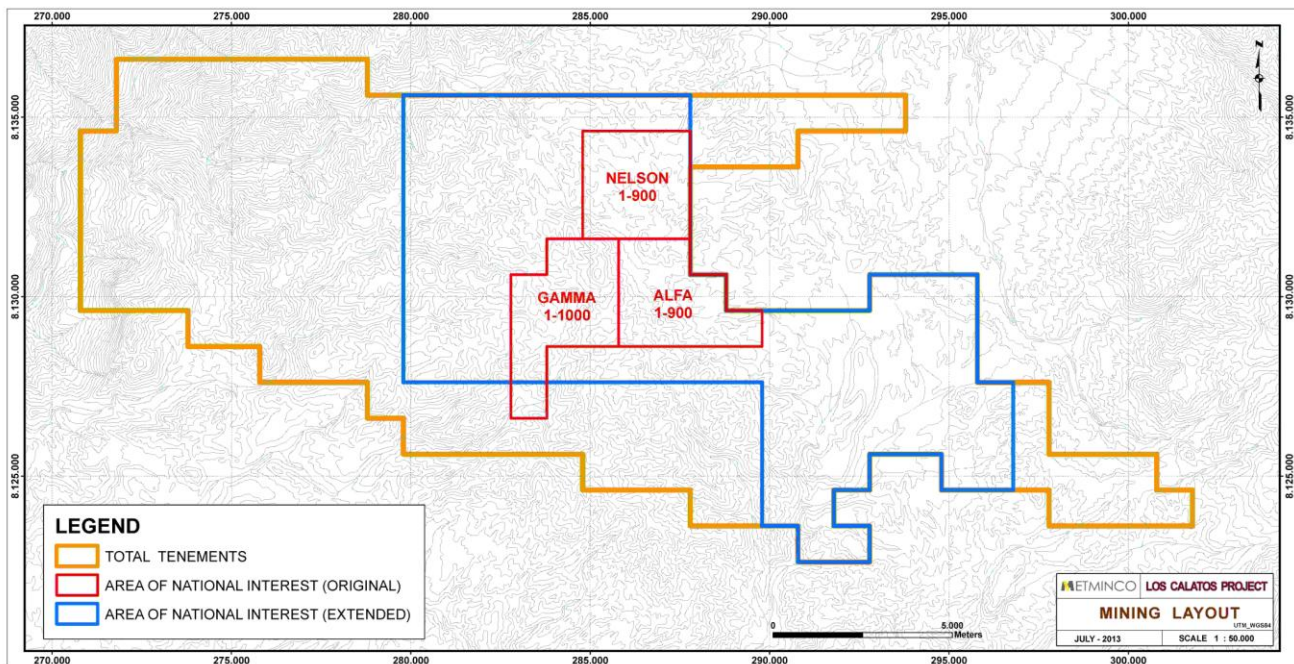 270.000 275.000 280.000 285.000 290.000 295.000 300.000
N
8.135.000 8.135.000
NELSON
1-900
8.130.000 8.130.000
GAMMA
1-1000
ALFA
1-900
8.125.000 8.125.000
LEGEND
TOTAL TENEMENTS
AREA OF NATIONAL INTEREST (ORIGINAL)
AREA OF NATIONAL INTEREST (EXTENDED)
0 5.000
Meters
METMINCO LOS CALATOS PROJECT
MINING LAYOUT
UTM_WGS84
JULY - 2013 SCALE 1 : 50.000
270.000 275.000 280.000 285.000 290.000 295.000 300.000